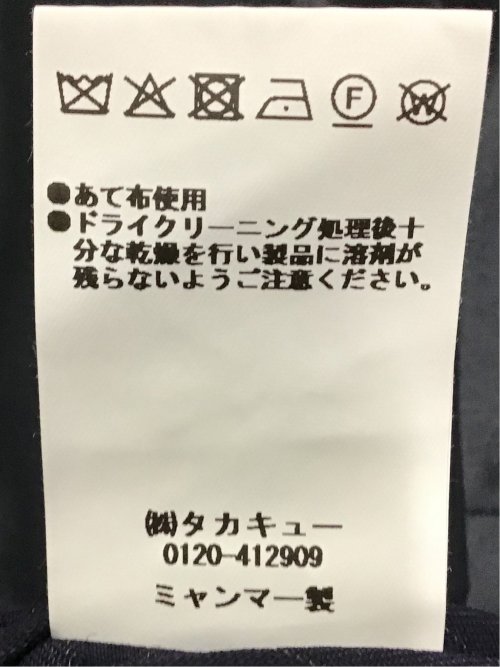 F W
●あて布使用
●ドライクリーニング処理後十
分な乾燥を行い製品に溶剤が
残らないようご注意ください。
㈱タカキュー
0120-412909
ミャンマー製